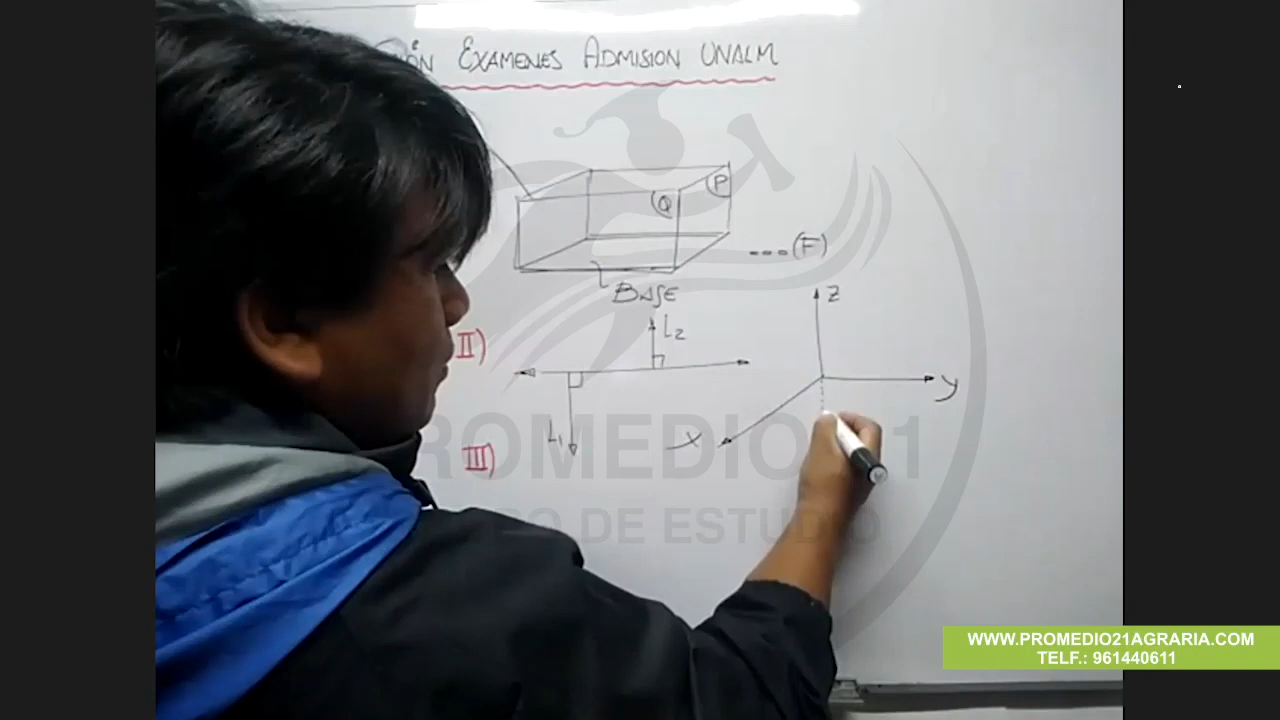 EXAMENES ADMISION UNALM
Q
P
--- (F)
BASE
Z
II)
L2
y
L1
X
III)
PROMEDIO 21
DE ESTUDIO
WWW.PROMEDIO21AGRARIA.COM
TELF.: 961440611